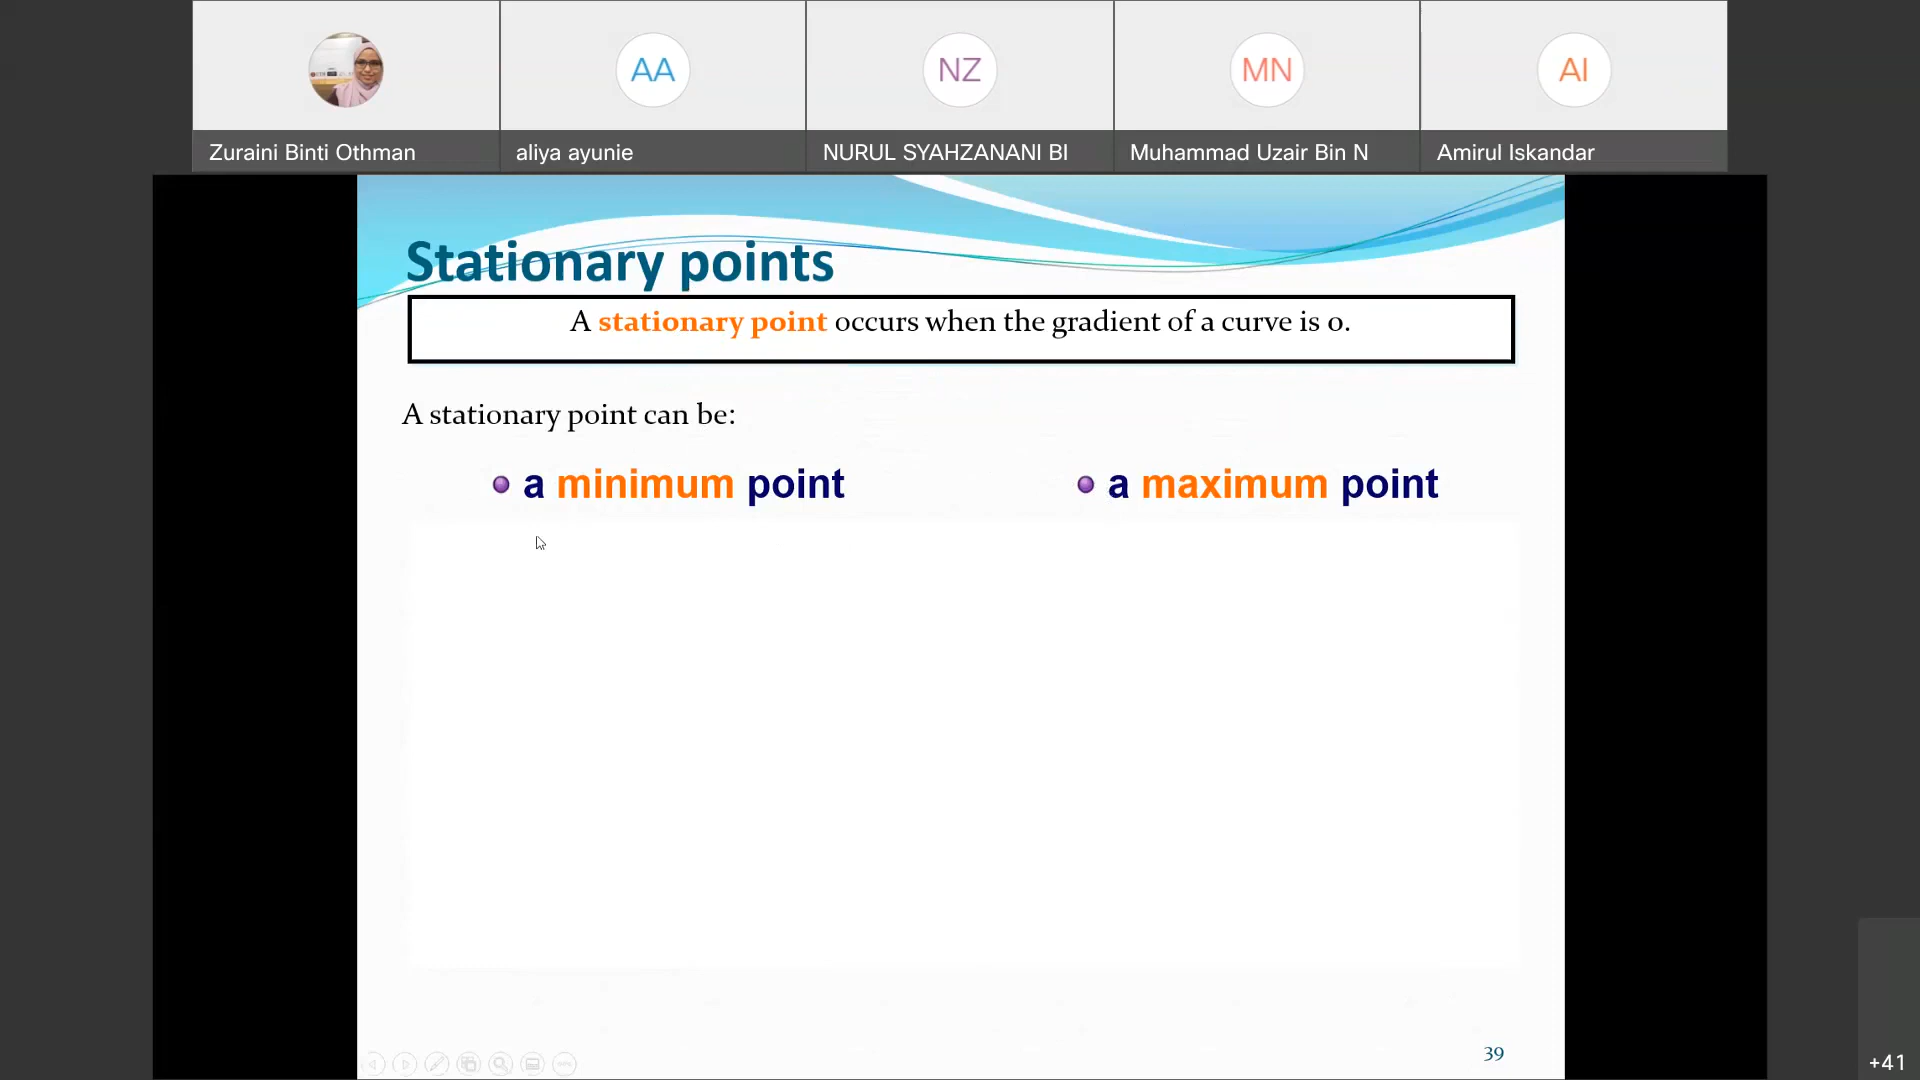 AA
NZ
MN
AI
Zuraini Binti Othman
aliya ayunie
NURUL SYAHZANANI BI
Muhammad Uzair Bin N
Amirul Iskandar
Stationary points
A stationary point occurs when the gradient of a curve is 0.
A stationary point can be:
a minimum point
a maximum point
39
+41